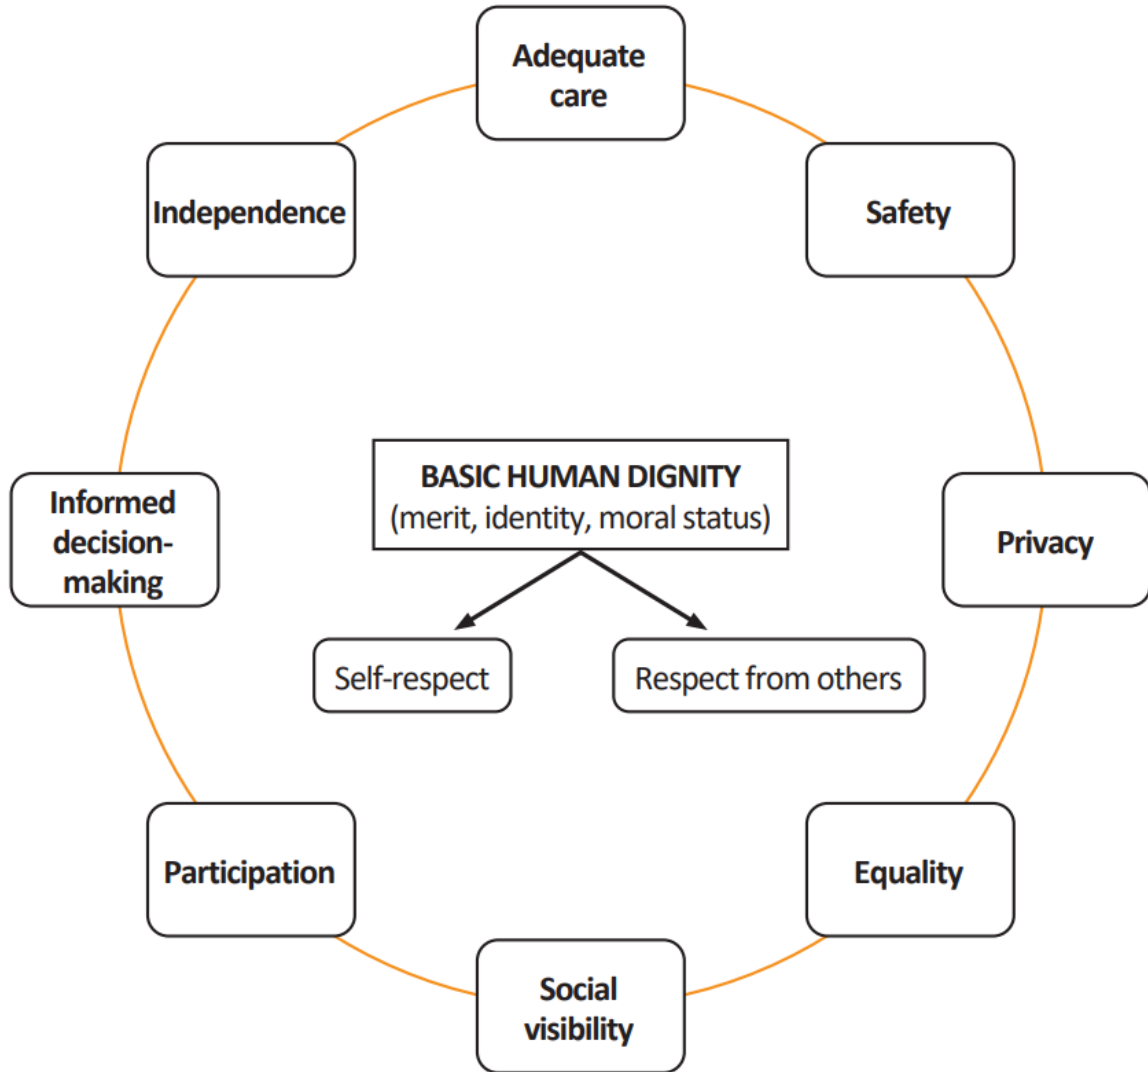 Adequate
care
Safety
Privacy
Equality
Social
visibility
Participation
Informed
decision-
making
Independence
BASIC HUMAN DIGNITY
(merit, identity, moral status)
Self-respect
Respect from others